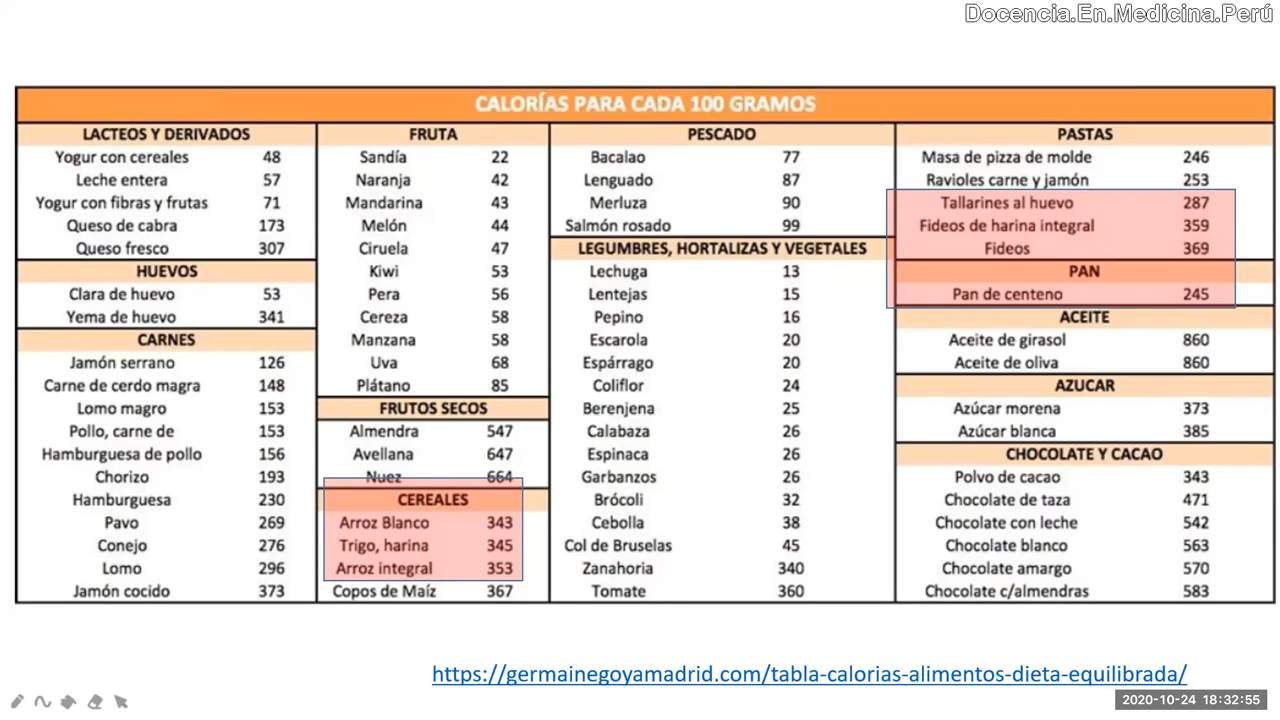 Docencia.En.Medicina.Perú
CALORÍAS PARA CADA 100 GRAMOS
LACTEOS Y DERIVADOS
Yogur con cereales 48
Leche entera 57
Yogur con fibras y frutas 71
Queso de cabra 173
Queso fresco 307
HUEVOS
Clara de huevo 53
Yema de huevo 341
CARNES
Jamón serrano 126
Carne de cerdo magra 148
Lomo magro 153
Pollo, carne de 153
Hamburguesa de pollo 156
Chorizo 193
Hamburguesa 230
Pavo 269
Conejo 276
Lomo 296
Jamón cocido 373
FRUTA
Sandía 22
Naranja 42
Mandarina 43
Melón 44
Ciruela 47
Kiwi 53
Pera 56
Cereza 58
Manzana 58
Uva 68
Plátano 85
FRUTOS SECOS
Almendra 547
Avellana 647
Nuez 664
CEREALES
Arroz Blanco 343
Trigo, harina 345
Arroz integral 353
Copos de Maíz 367
PESCADO
Bacalao 77
Lenguado 87
Merluza 90
Salmón rosado 99
LEGUMBRES, HORTALIZAS Y VEGETALES
Lechuga 13
Lentejas 15
Pepino 16
Escarola 20
Espárrago 20
Coliflor 24
Berenjena 25
Calabaza 26
Espinaca 26
Garbanzos 26
Brócoli 32
Cebolla 38
Col de Bruselas 45
Zanahoria 340
Tomate 360
PASTAS
Masa de pizza de molde 246
Ravioles carne y jamón 253
Tallarines al huevo 287
Fideos de harina integral 359
Fideos 369
PAN
Pan de centeno 245
ACEITE
Aceite de girasol 860
Aceite de oliva 860
AZUCAR
Azúcar morena 373
Azúcar blanca 385
CHOCOLATE Y CACAO
Polvo de cacao 343
Chocolate de taza 471
Chocolate con leche 542
Chocolate blanco 563
Chocolate amargo 570
Chocolate c/almendras 583
https://germainegoyamadrid.com/tabla-calorias-alimentos-dieta-equilibrada/
2020-10-24 18:32:55